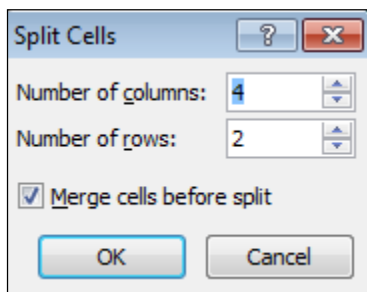 Split Cells
Number of columns: 4
Number of rows: 2
Merge cells before split
OK Cancel